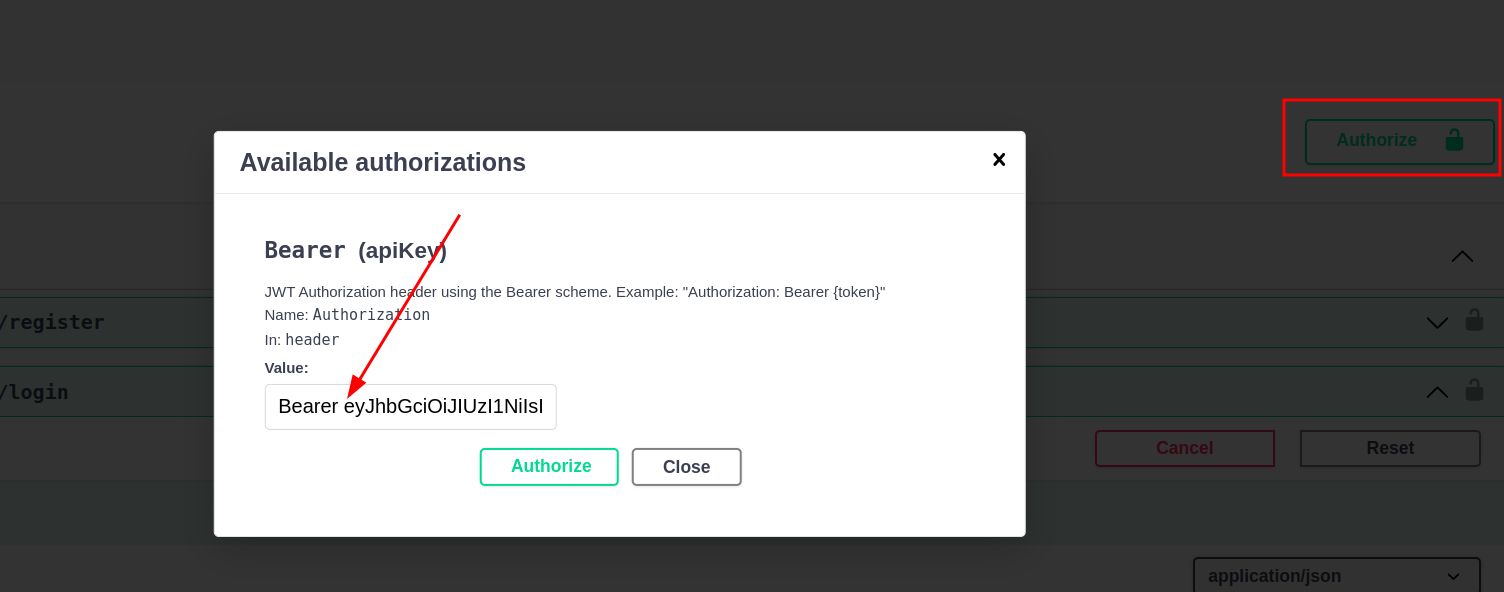 Authorize
Available authorizations
Bearer (apiKey)
JWT Authorization header using the Bearer scheme. Example: "Authorization: Bearer {token}"
Name: Authorization
In: header
Value:
Bearer eyJhbGciOiJIUzI1NiIsI
Authorize Close
/register
/login
Cancel Reset
application/json